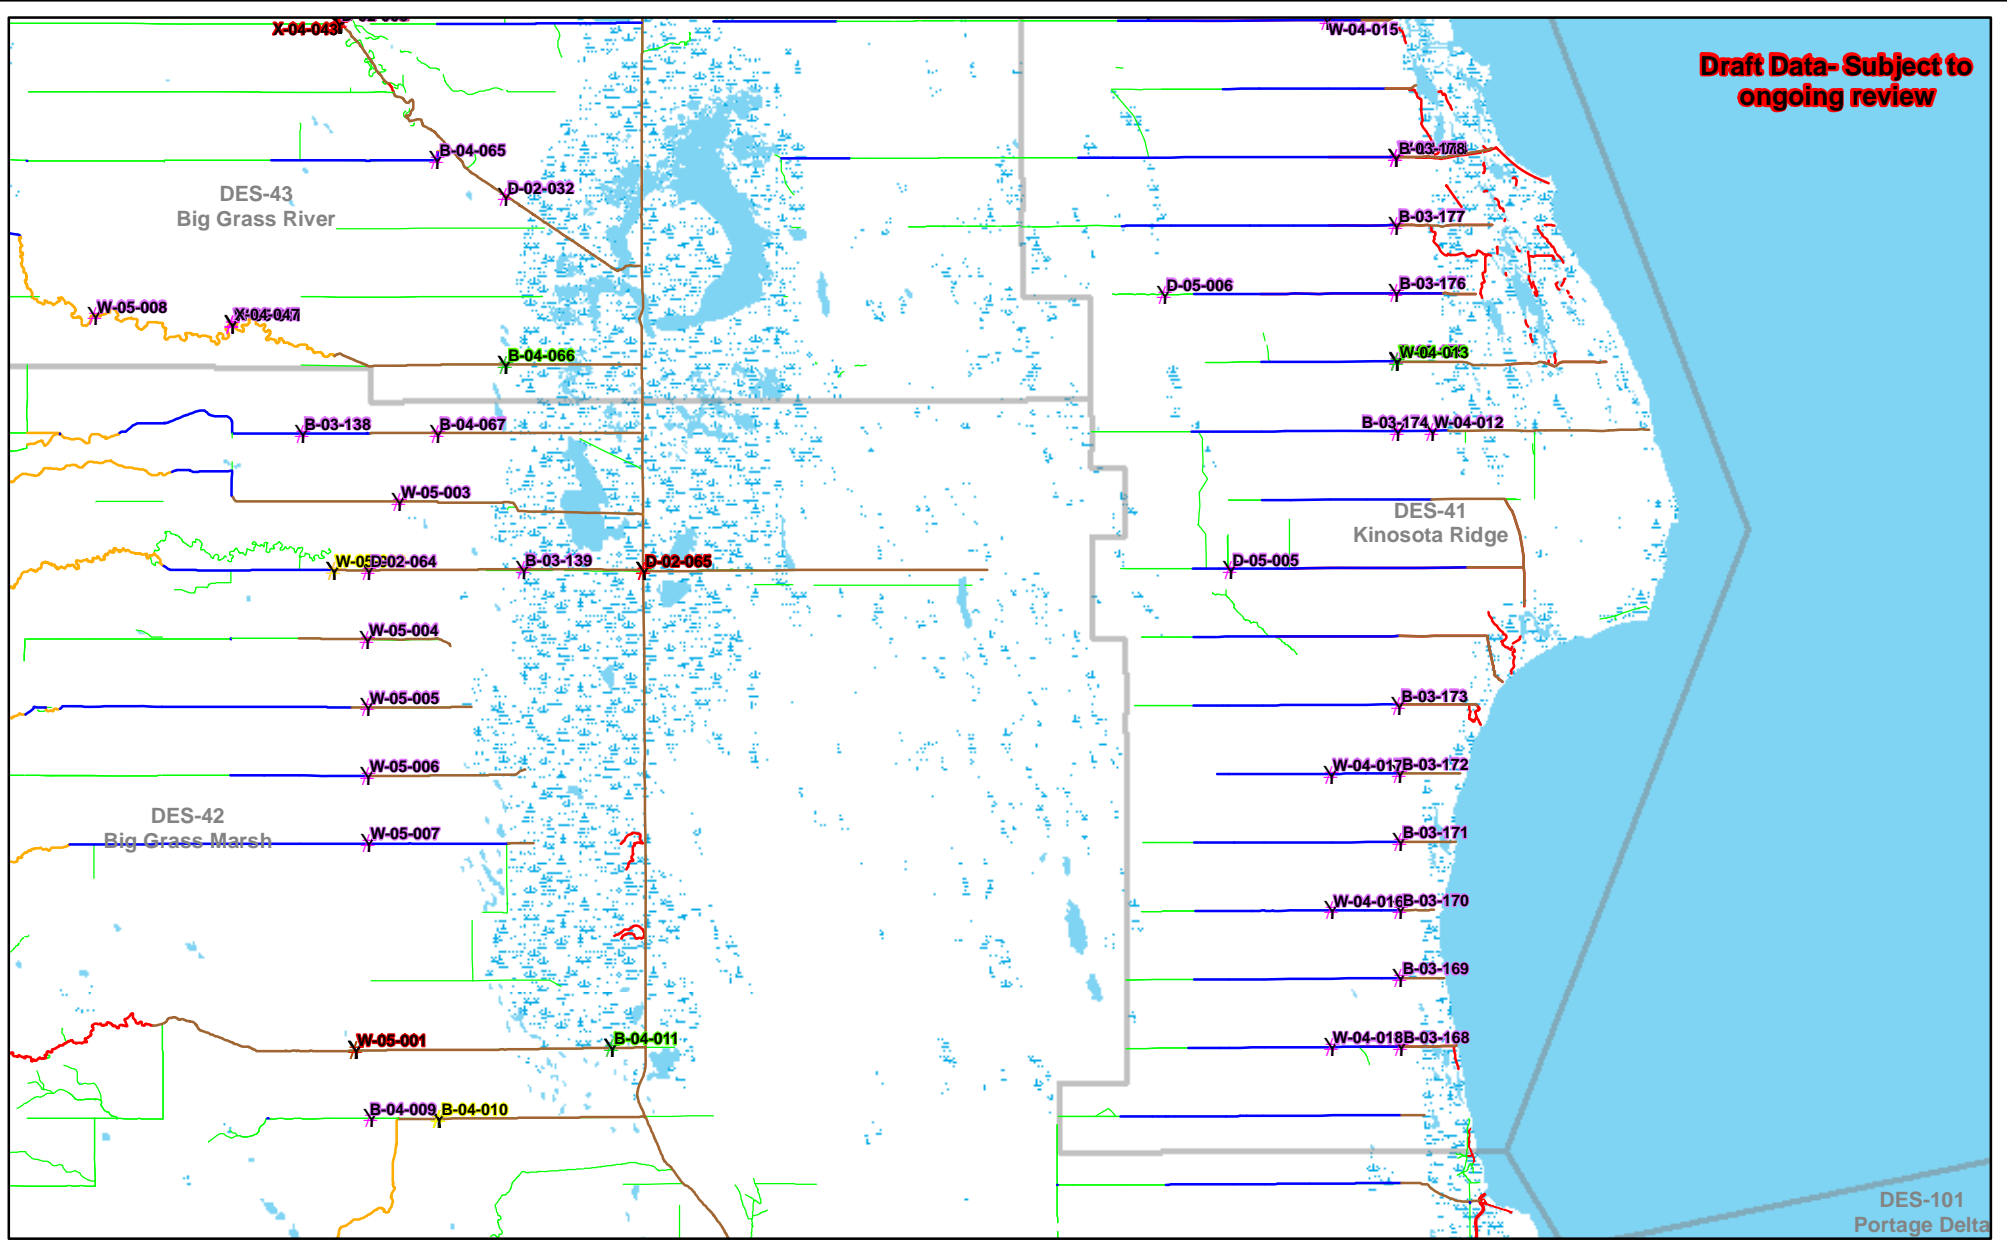 X-04-043
W-04-015
Draft Data- Subject to
ongoing review
B-04-065
B-03-178
DES-43
Big Grass River
D-02-032
B-03-177
W-05-008
X-04-047
D-05-006
B-03-176
B-04-066
W-04-013
B-03-138
B-04-067
B-03-174
W-04-012
W-05-003
DES-41
Kinosota Ridge
D-02-064
B-03-139
D-02-065
D-05-005
W-05-004
W-05-005
B-03-173
W-05-006
W-04-017
B-03-172
DES-42
Big Grass Marsh
W-05-007
B-03-171
W-04-016
B-03-170
B-03-169
W-05-001
B-04-011
W-04-018
B-03-168
B-04-009
B-04-010
DES-101
Portage Delta